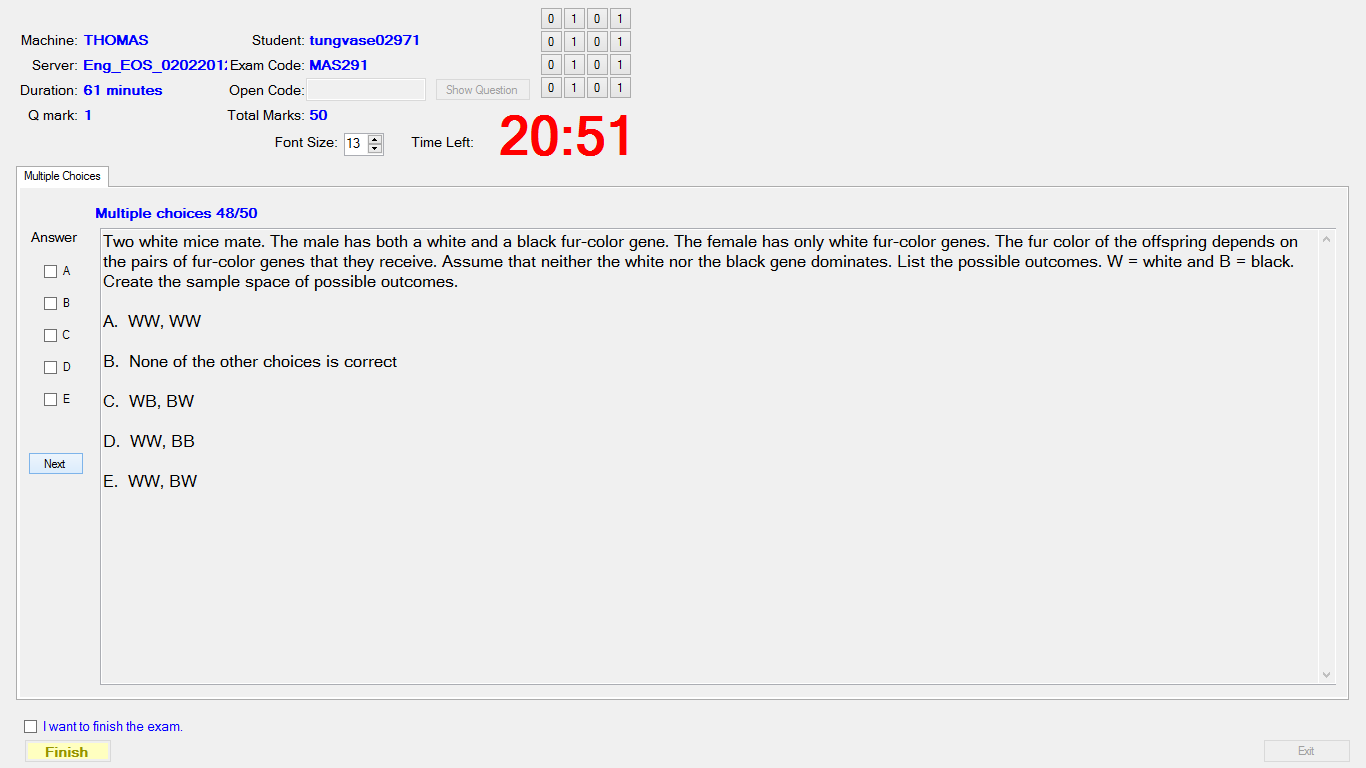 Machine: THOMAS Student: tungvase02971
Server: Eng_EOS_02022012 Exam Code: MAS291
Duration: 61 minutes Open Code: Show Question
Q mark: 1 Total Marks: 50
0 1 0 1
0 1 0 1
0 1 0 1
0 1 0 1
Font Size: 13 Time Left: 20:51
Multiple Choices
Multiple choices 48/50
Answer
A
B
C
D
E
Next
Two white mice mate. The male has both a white and a black fur-color gene. The female has only white fur-color genes. The fur color of the offspring depends on
the pairs of fur-color genes that they receive. Assume that neither the white nor the black gene dominates. List the possible outcomes. W = white and B = black.
Create the sample space of possible outcomes.
A. WW, WW
B. None of the other choices is correct
C. WB, BW
D. WW, BB
E. WW, BW
I want to finish the exam.
Finish
Exit